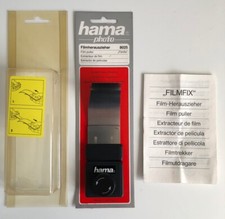 hama
photo
Filmherauszieher
Film puller
Extracteur de film
hama
„FILMFIX”
Film-Herauszieher
Film puller
Extracteur de film
Extractor de película
Estrattore di pellicola
Filmtrekker
Filmutdragare